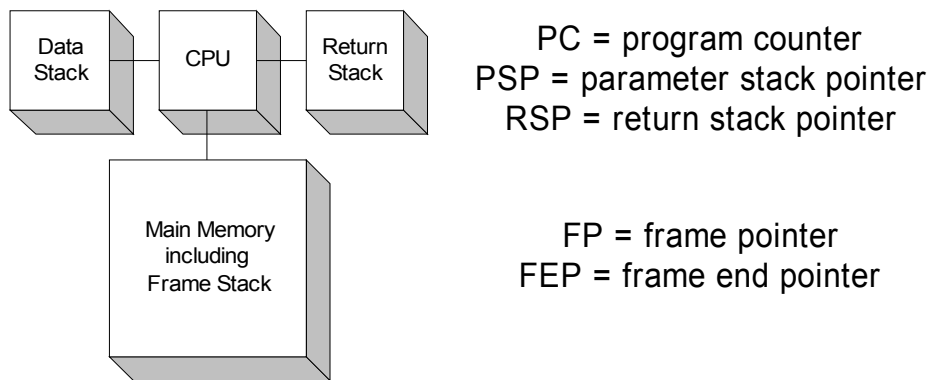 Data
Stack
CPU
Return
Stack
PC = program counter
PSP = parameter stack pointer
RSP = return stack pointer
Main Memory
including
Frame Stack
FP = frame pointer
FEP = frame end pointer